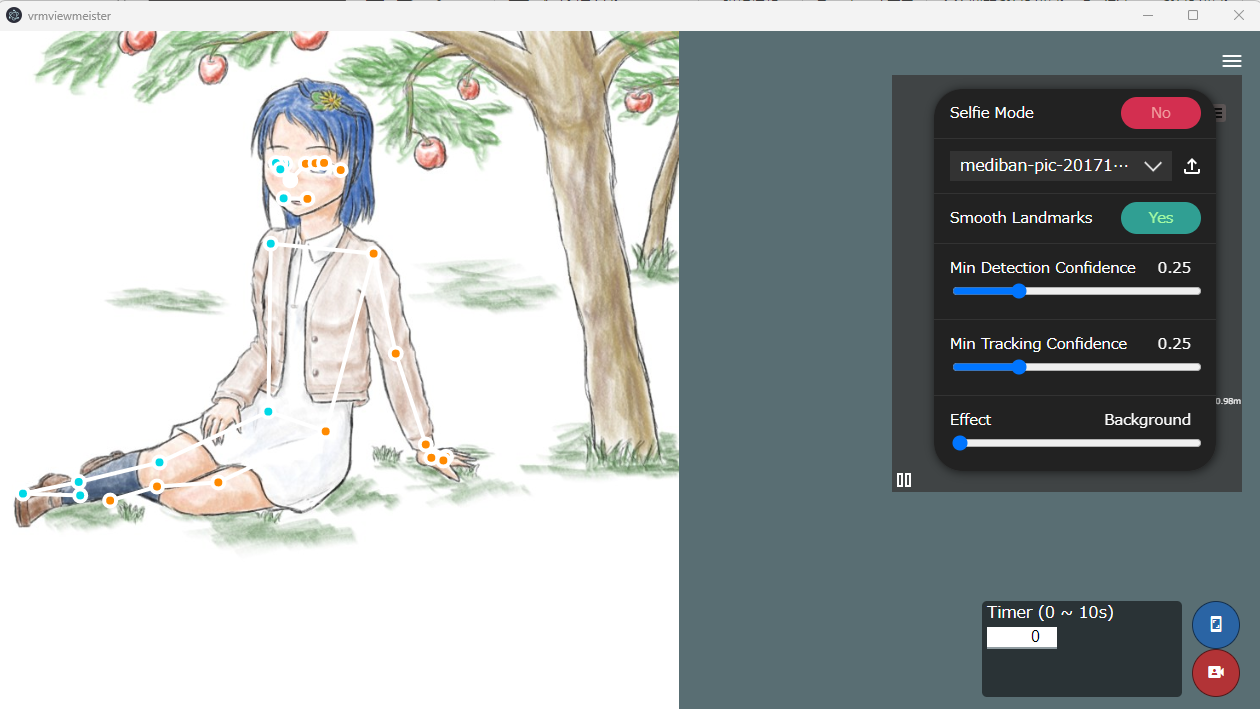 vrmviewmeister
Selfie Mode No
mediban-pic-20171···
Smooth Landmarks Yes
Min Detection Confidence 0.25
Min Tracking Confidence 0.25
0.98m
Effect Background
Timer (0 ~ 10s)
0